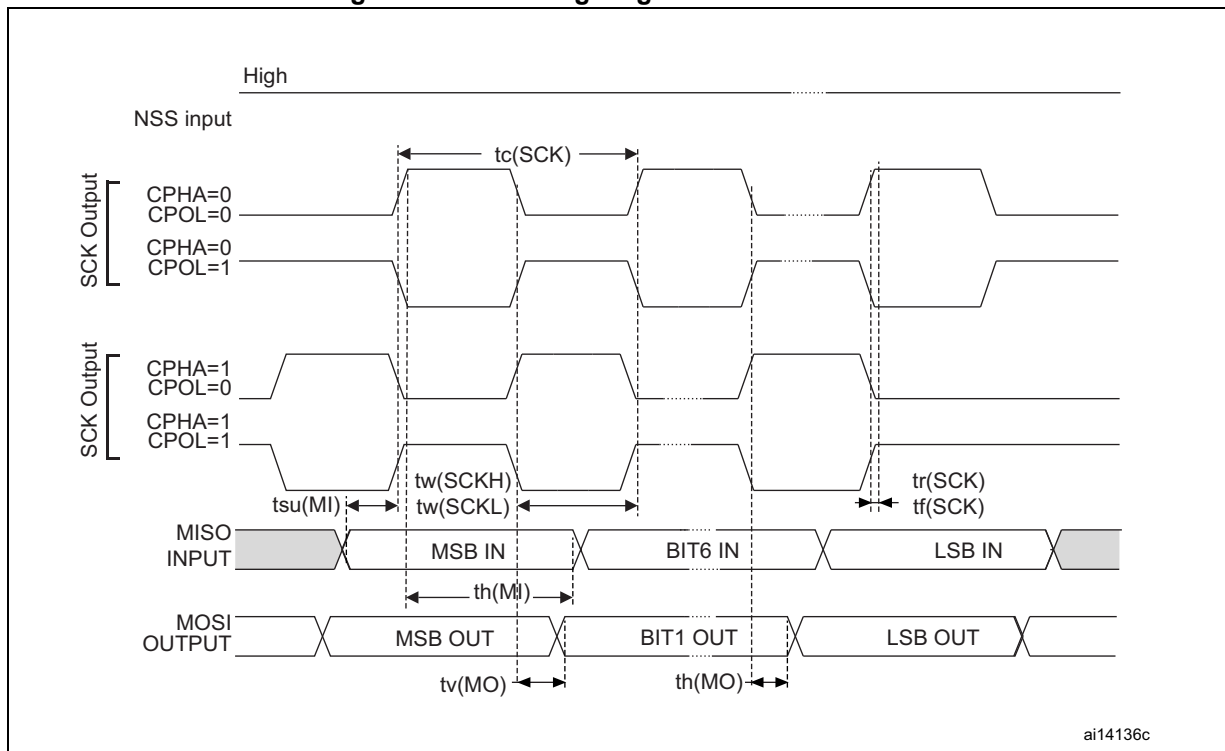 High
NSS input
tc(SCK)
SCK Output
CPHA=0
CPOL=0
CPHA=0
CPOL=1
SCK Output
CPHA=1
CPOL=0
CPHA=1
CPOL=1
tw(SCKH)
tw(SCKL)
tr(SCK)
tf(SCK)
tsu(MI)
MISO
INPUT
MSB IN
BIT6 IN
LSB IN
th(MI)
MOSI
OUTPUT
MSB OUT
BIT1 OUT
LSB OUT
tv(MO)
th(MO)
ai14136c